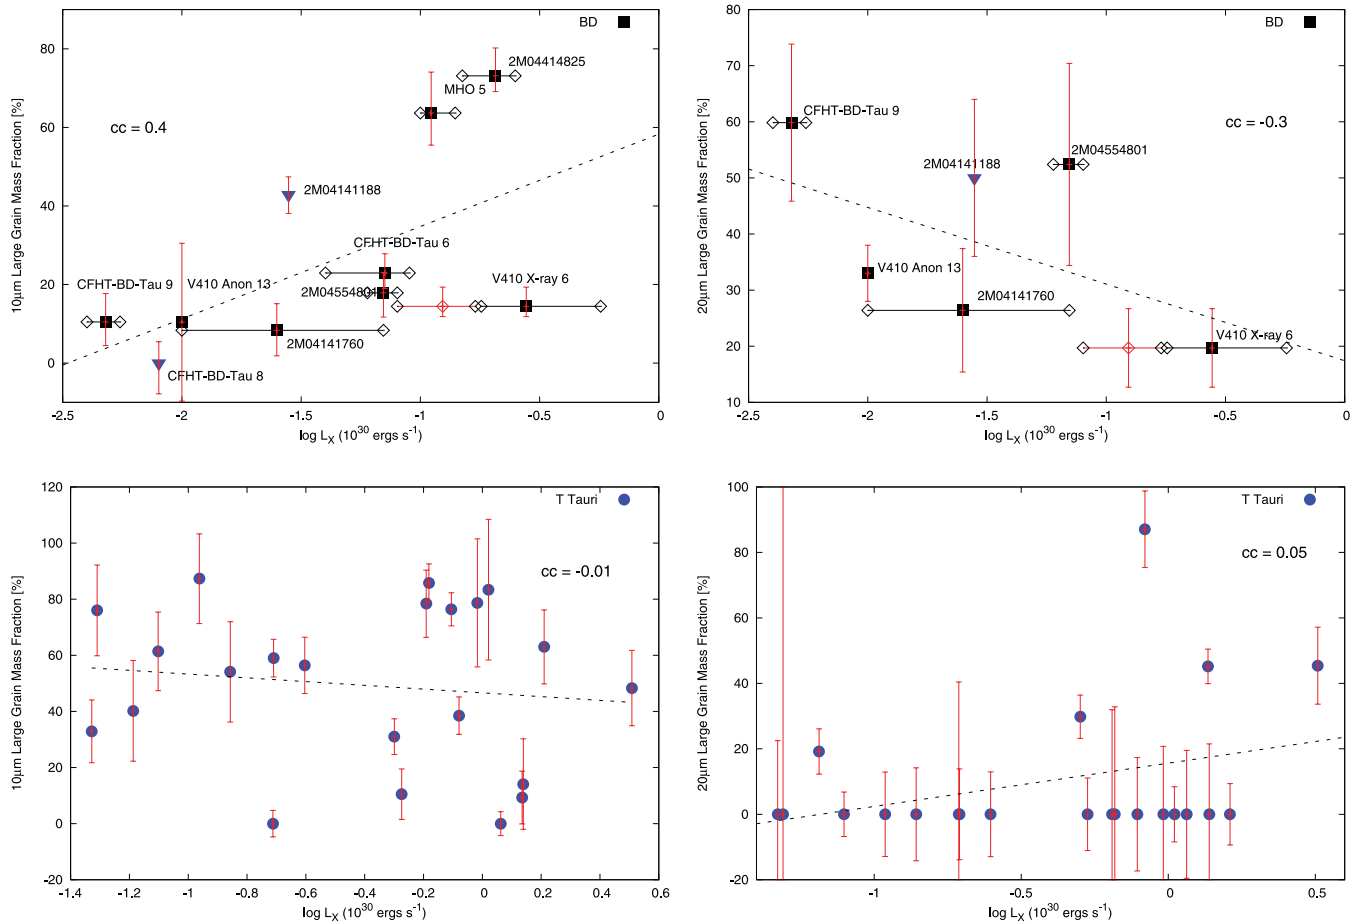 BD
80
60
40
20
0
10μm Large Grain Mass Fraction [%]
cc = 0.4
2M04414825
MHO 5
2M04141188
CFHT-BD-Tau 6
CFHT-BD-Tau 9
V410 Anon 13
2M04554801
V410 X-ray 6
2M04141760
CFHT-BD-Tau 8
-2.5 -2 -1.5 -1 -0.5 0
log L_X (10^30 ergs s^-1)
BD
80
70
60
50
40
30
20
10
20μm Large Grain Mass Fraction [%]
CFHT-BD-Tau 9
cc = -0.3
2M04141188
2M04554801
V410 Anon 13
2M04141760
V410 X-ray 6
-2.5 -2 -1.5 -1 -0.5 0
log L_X (10^30 ergs s^-1)
T Tauri
120
100
80
60
40
20
0
-20
10μm Large Grain Mass Fraction [%]
cc = -0.01
-1.4 -1.2 -1 -0.8 -0.6 -0.4 -0.2 0 0.2 0.4 0.6
log L_X (10^30 ergs s^-1)
T Tauri
100
80
60
40
20
0
-20
20μm Large Grain Mass Fraction [%]
cc = 0.05
-1 -0.5 0 0.5
log L_X (10^30 ergs s^-1)